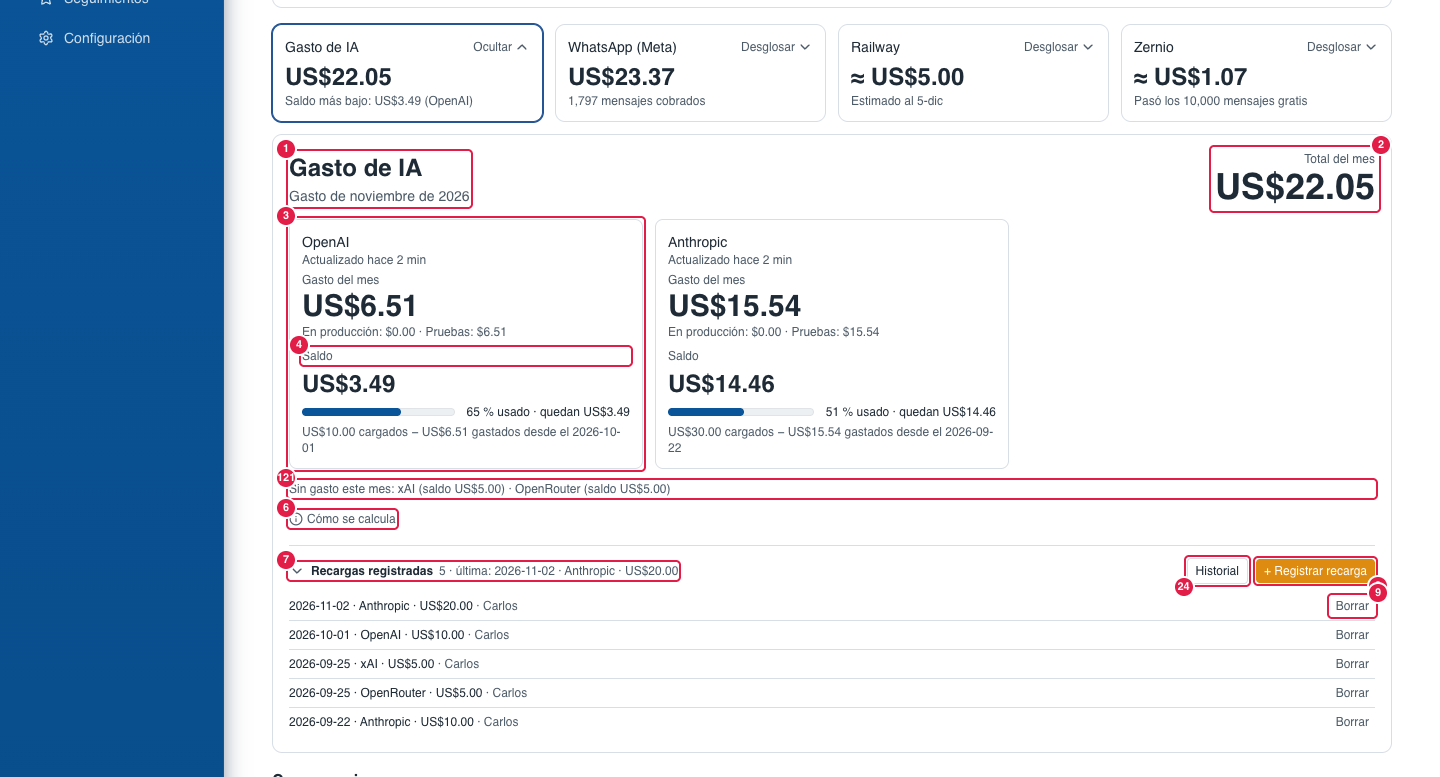 Seguimientos
Configuración
Gasto de IA
Ocultar
US$22.05
Saldo más bajo: US$3.49 (OpenAI)
WhatsApp (Meta)
Desglosar
US$23.37
1,797 mensajes cobrados
Railway
Desglosar
≈ US$5.00
Estimado al 5-dic
Zernio
Desglosar
≈ US$1.07
Pasó los 10,000 mensajes gratis
1
Gasto de IA
Gasto de noviembre de 2026
2
Total del mes
US$22.05
3
OpenAI
Actualizado hace 2 min
Gasto del mes
US$6.51
En producción: $0.00 · Pruebas: $6.51
4
Saldo
US$3.49
65 % usado · quedan US$3.49
US$10.00 cargados – US$6.51 gastados desde el 2026-10-
01
Anthropic
Actualizado hace 2 min
Gasto del mes
US$15.54
En producción: $0.00 · Pruebas: $15.54
Saldo
US$14.46
51 % usado · quedan US$14.46
US$30.00 cargados – US$15.54 gastados desde el 2026-09-
22
121
Sin gasto este mes: xAI (saldo US$5.00) · OpenRouter (saldo US$5.00)
6
Cómo se calcula
7
Recargas registradas 5 · última: 2026-11-02 · Anthropic · US$20.00
Historial
24
+ Registrar recarga
9
2026-11-02 · Anthropic · US$20.00 · Carlos
Borrar
2026-10-01 · OpenAI · US$10.00 · Carlos
Borrar
2026-09-25 · xAI · US$5.00 · Carlos
Borrar
2026-09-25 · OpenRouter · US$5.00 · Carlos
Borrar
2026-09-22 · Anthropic · US$10.00 · Carlos
Borrar